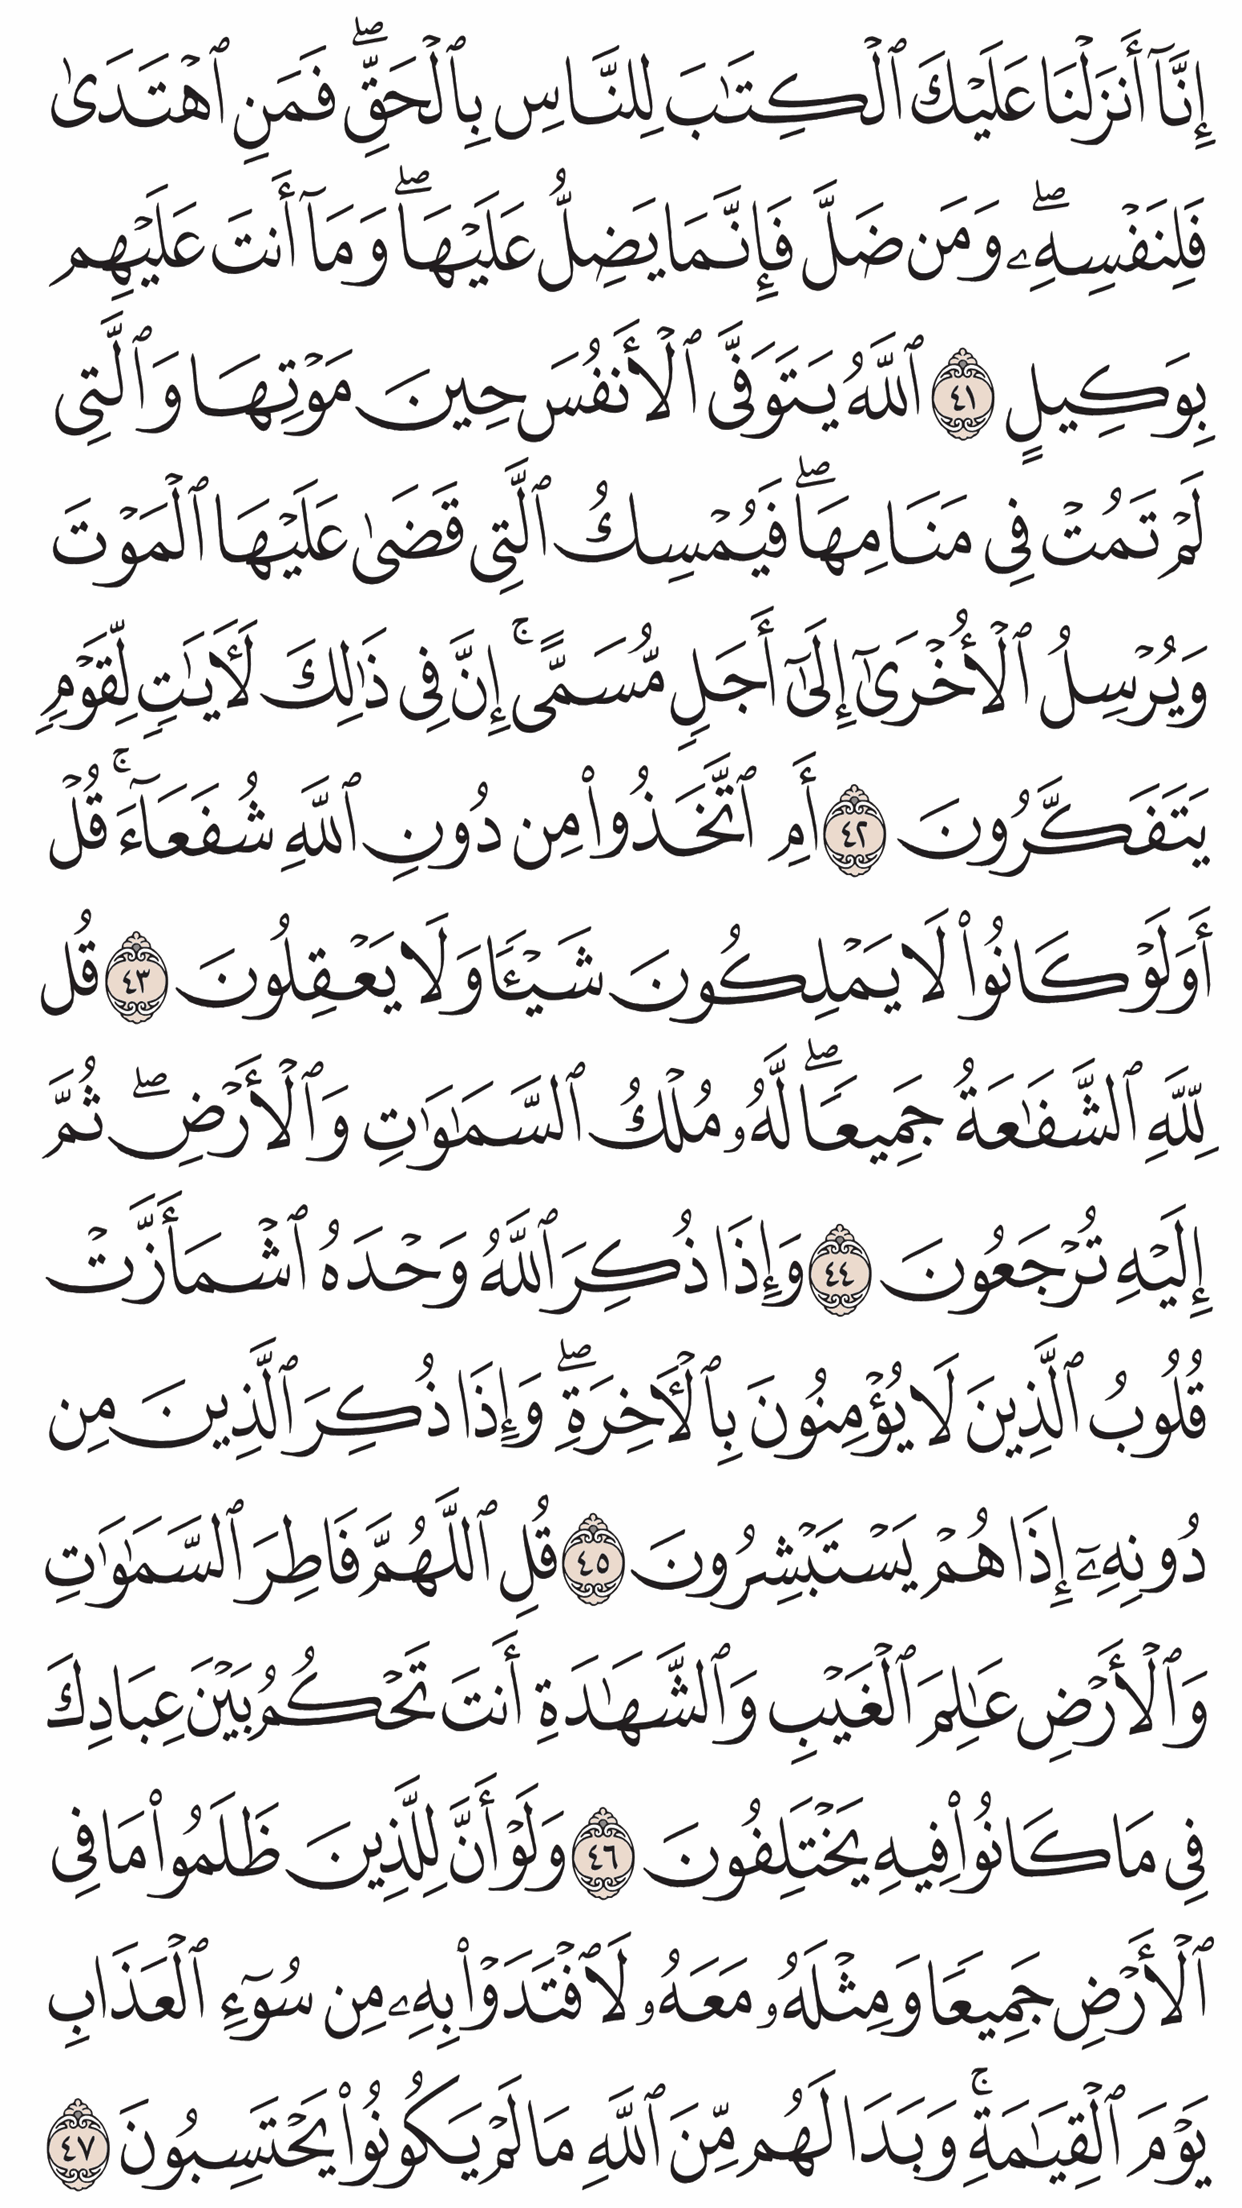 إِنَّآ أَنزَلۡنَا عَلَيۡكَ ٱلۡكِتَٰبَ لِلنَّاسِ بِٱلۡحَقِّۖ فَمَنِ ٱهۡتَدَىٰ
فَلِنَفۡسِهِۦۖ وَمَن ضَلَّ فَإِنَّمَا يَضِلُّ عَلَيۡهَاۖ وَمَآ أَنتَ عَلَيۡهِم
بِوَكِيلٍ ٤١ ٱللَّهُ يَتَوَفَّى ٱلۡأَنفُسَ حِينَ مَوۡتِهَا وَٱلَّتِي
لَمۡ تَمُتۡ فِي مَنَامِهَاۖ فَيُمۡسِكُ ٱلَّتِي قَضَىٰ عَلَيۡهَا ٱلۡمَوۡتَ
وَيُرۡسِلُ ٱلۡأُخۡرَىٰٓ إِلَىٰٓ أَجَلٖ مُّسَمًّىۚ إِنَّ فِي ذَٰلِكَ لَأٓيَٰتٖ لِّقَوۡمٖ
يَتَفَكَّرُونَ ٤٢ أَمِ ٱتَّخَذُواْ مِن دُونِ ٱللَّهِ شُفَعَآءَۚ قُلۡ
أَوَلَوۡ كَانُواْ لَا يَمۡلِكُونَ شَيۡـٔٗا وَلَا يَعۡقِلُونَ ٤٣ قُل
لِّلَّهِ ٱلشَّفَٰعَةُ جَمِيعٗاۖ لَّهُۥ مُلۡكُ ٱلسَّمَٰوَٰتِ وَٱلۡأَرۡضِۖ ثُمَّ
إِلَيۡهِ تُرۡجَعُونَ ٤٤ وَإِذَا ذُكِرَ ٱللَّهُ وَحۡدَهُ ٱشۡمَأَزَّتۡ
قُلُوبُ ٱلَّذِينَ لَا يُؤۡمِنُونَ بِٱلۡأٓخِرَةِۖ وَإِذَا ذُكِرَ ٱلَّذِينَ مِن
دُونِهِۦٓ إِذَا هُمۡ يَسۡتَبۡشِرُونَ ٤٥ قُلِ ٱللَّهُمَّ فَاطِرَ ٱلسَّمَٰوَٰتِ
وَٱلۡأَرۡضِ عَٰلِمَ ٱلۡغَيۡبِ وَٱلشَّهَٰدَةِ أَنتَ تَحۡكُمُ بَيۡنَ عِبَادِكَ
فِي مَا كَانُواْ فِيهِ يَخۡتَلِفُونَ ٤٦ وَلَوۡ أَنَّ لِلَّذِينَ ظَلَمُواْ مَا فِي
ٱلۡأَرۡضِ جَمِيعٗا وَمِثۡلَهُۥ مَعَهُۥ لَٱفۡتَدَوۡاْ بِهِۦ مِن سُوٓءِ ٱلۡعَذَابِ
يَوۡمَ ٱلۡقِيَٰمَةِۚ وَبَدَا لَهُم مِّنَ ٱللَّهِ مَا لَمۡ يَكُونُواْ يَحۡتَسِبُونَ ٤٧